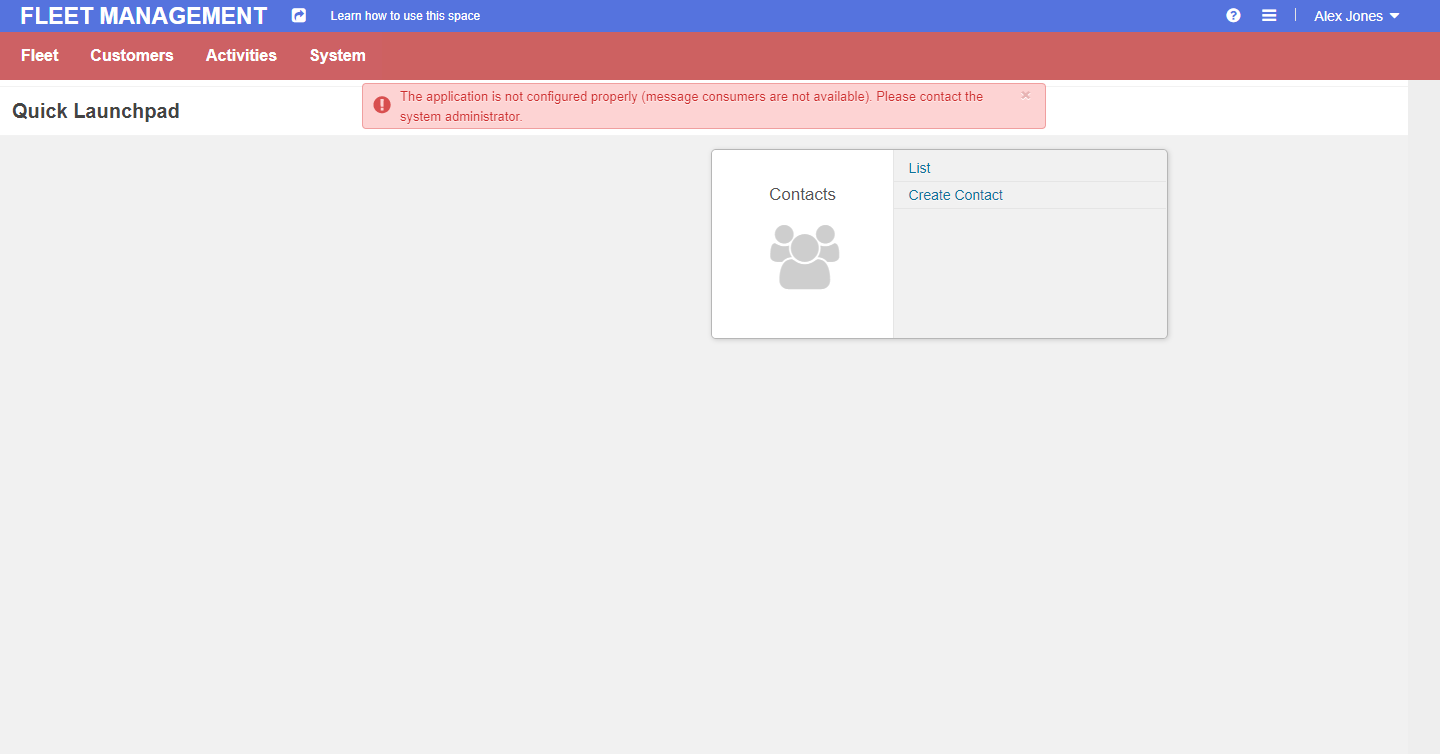 FLEET MANAGEMENT
Learn how to use this space
Alex Jones
Fleet
Customers
Activities
System
The application is not configured properly (message consumers are not available). Please contact the
system administrator.
×
Quick Launchpad
Contacts
List
Create Contact